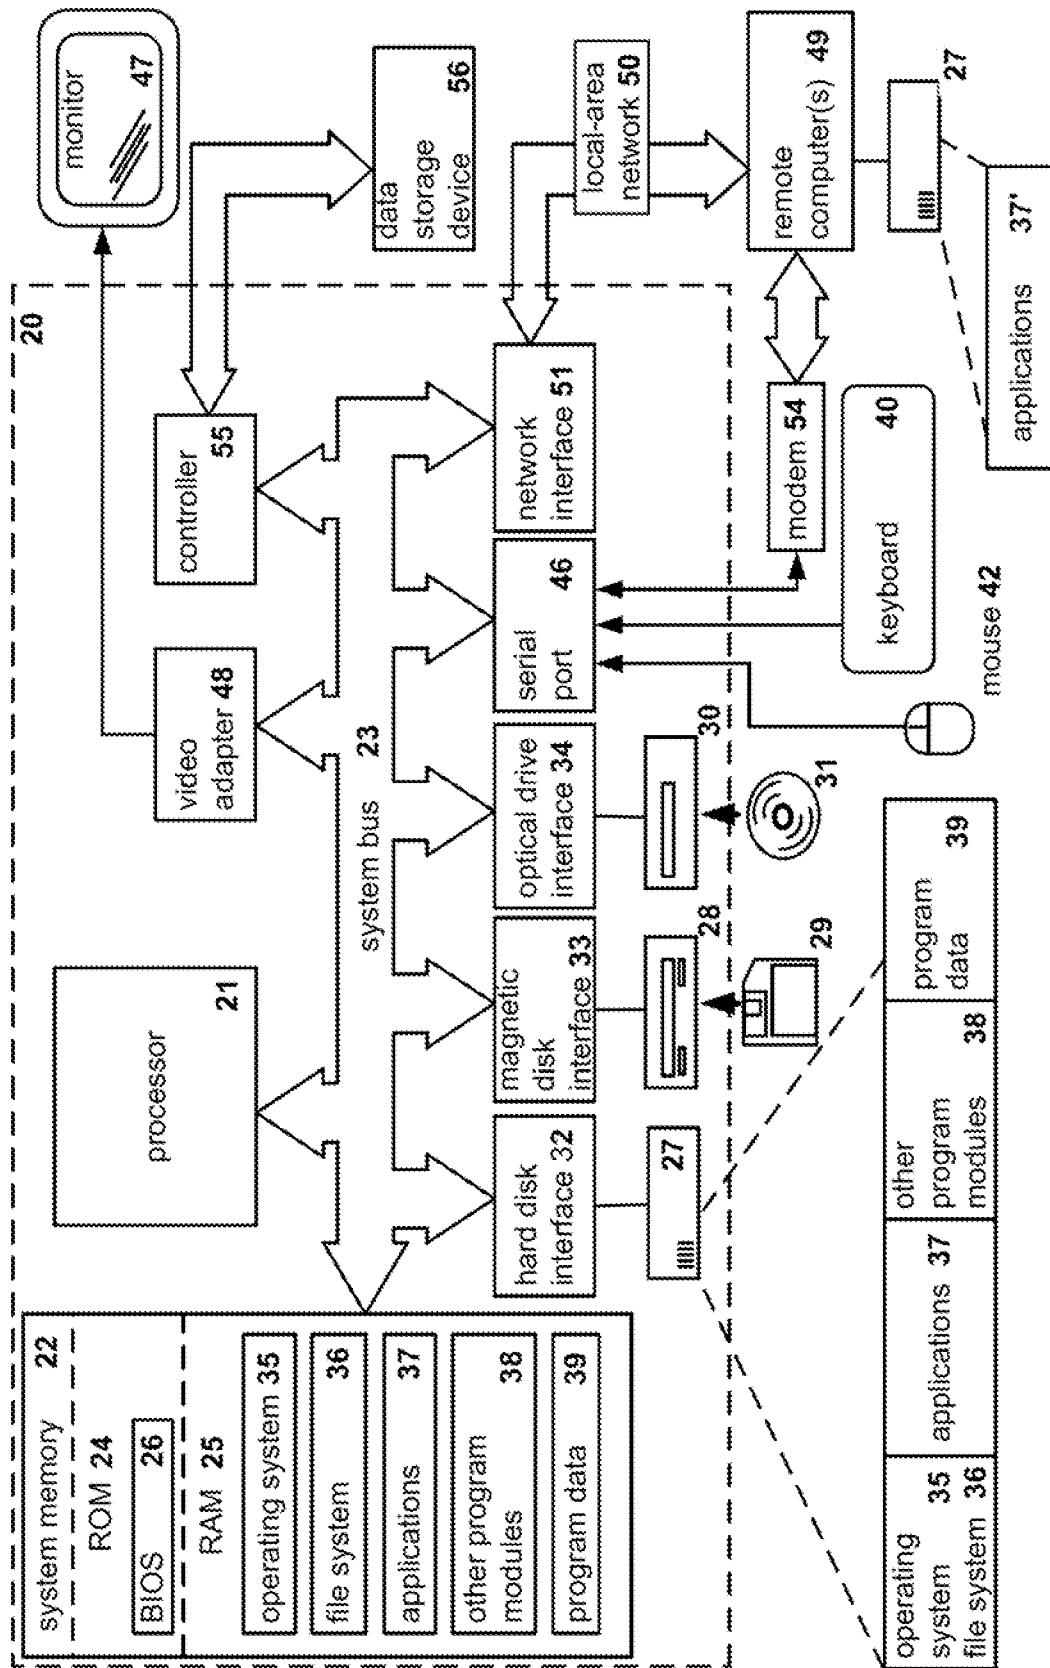 20
system memory 22
ROM 24
BIOS 26
RAM 25
operating system 35
file system 36
applications 37
other program
modules 38
program data 39
processor
21
video
adapter 48
controller
55
monitor
47
system bus
23
data
storage
device
56
hard disk
interface 32
magnetic
disk
interface 33
optical drive
interface 34
serial
port
46
network
interface 51
local-area
network 50
27
28
30
29
31
modem 54
remote
computer(s)
49
keyboard
40
mouse 42
27
operating
system 35
file system 36
applications 37
other
program
modules 38
program
data
39
applications 37'